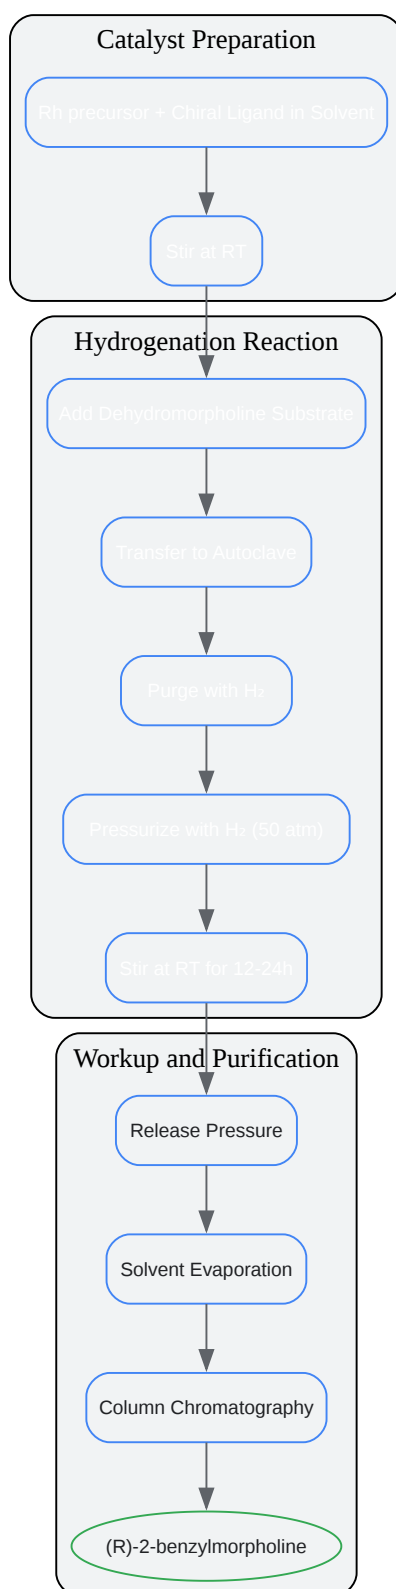 Catalyst Preparation
Rh precursor + Chiral Ligand in Solvent
Stir at RT
Hydrogenation Reaction
Add Dehydromorpholine Substrate
Transfer to Autoclave
Purge with H₂
Pressurize with H₂ (50 atm)
Stir at RT for 12-24h
Workup and Purification
Release Pressure
Solvent Evaporation
Column Chromatography
(R)-2-benzylmorpholine